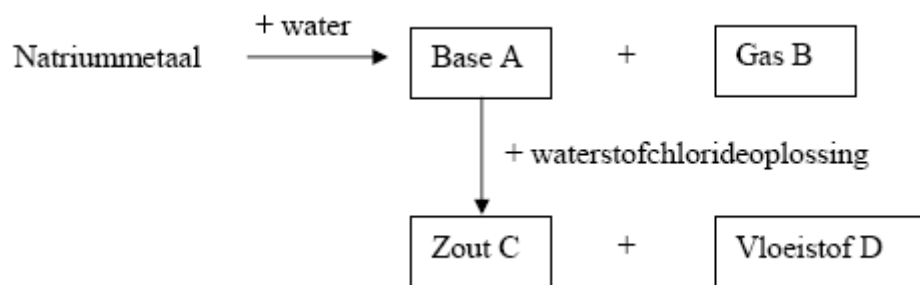 + water
Natriummetaal
Base A
+
Gas B
+ waterstofchlorideoplossing
Zout C
+
Vloeistof D